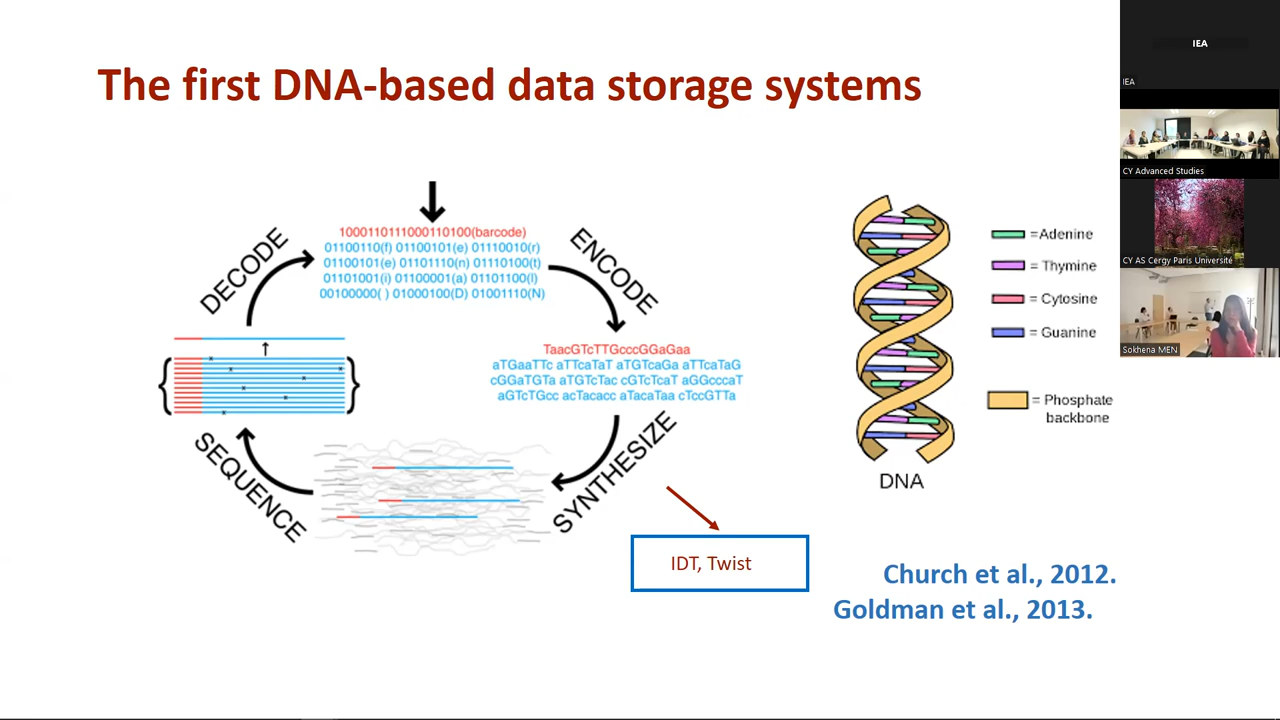 The first DNA-based data storage systems
1000110111000110100(barcode)
01100110(f) 01100101(e) 01110010(r)
01100101(e) 01101110(n) 01110100(t)
01101001(i) 01100001(a) 01101100(l)
00100000( ) 01000100(D) 01001110(N)
ENCODE
TaacGTcTTGcccGGaGaa
aTGaaTTc aTTcaTaT aTGTcaGa aTTcaTaG
cGGaTGTa aTGTcTac cGTcTcaT aGGcccaT
aGTcTGcc acTacacc aTacaTaa cTccGTTa
SYNTHESIZE
SEQUENCE
DECODE
IDT, Twist
=Adenine
=Thymine
=Cytosine
=Guanine
= Phosphate
backbone
DNA
Church et al., 2012.
Goldman et al., 2013.
IEA
IEA
CY Advanced Studies
CY AS Cergy Paris Université
Sokhena MEN